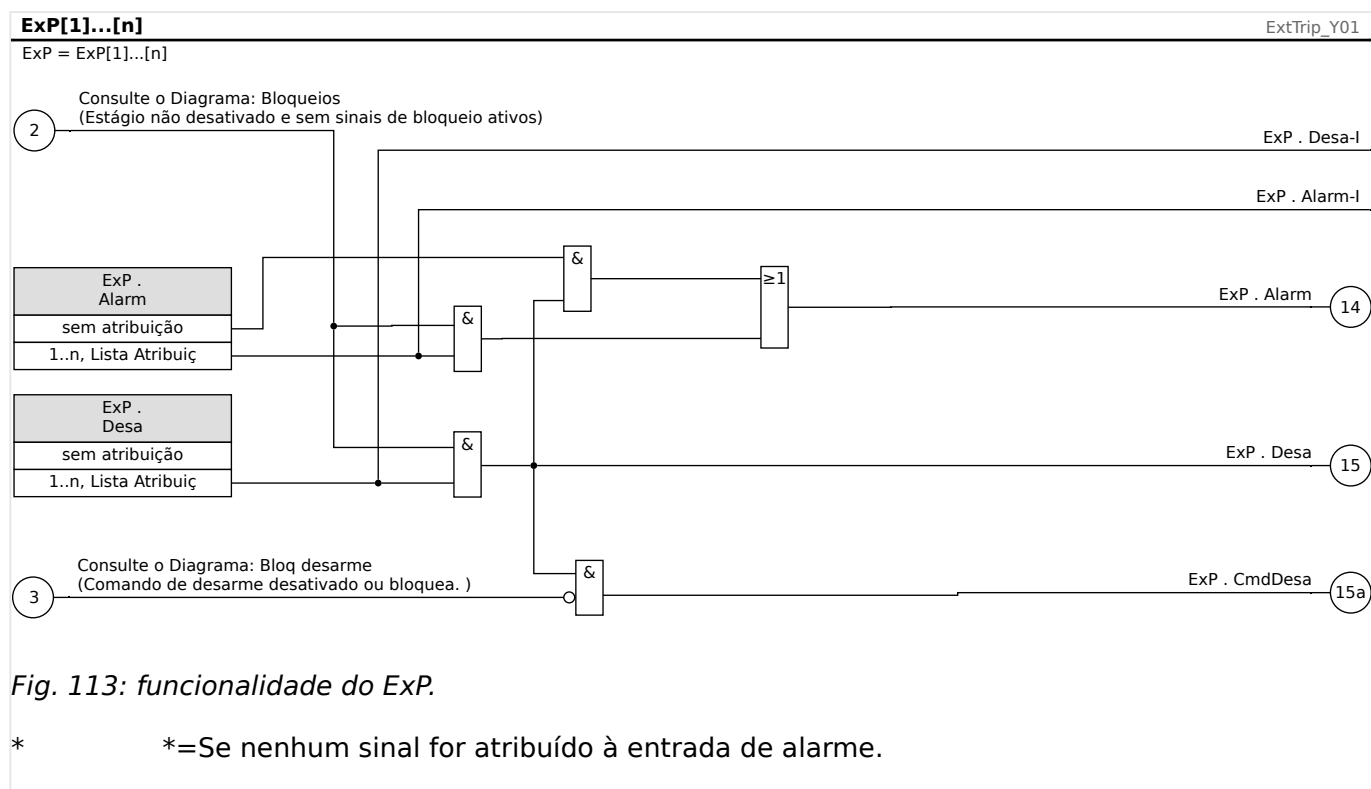 ExP[1]...[n]
ExtTrip_Y01
ExP = ExP[1]...[n]
Consulte o Diagrama: Bloqueios
(Estágio não desativado e sem sinais de bloqueio ativos)
2
ExP . Desa-I
ExP . Alarm-I
&
ExP .
Alarm
≥1
sem atribuição
&
ExP . Alarm
14
1..n, Lista Atribuiç
ExP .
Desa
sem atribuição
&
ExP . Desa
15
1..n, Lista Atribuiç
Consulte o Diagrama: Bloq desarme
(Comando de desarme desativado ou bloquea. )
3
&
ExP . CmdDesa
15a
Fig. 113: funcionalidade do ExP.
* *=Se nenhum sinal for atribuído à entrada de alarme.